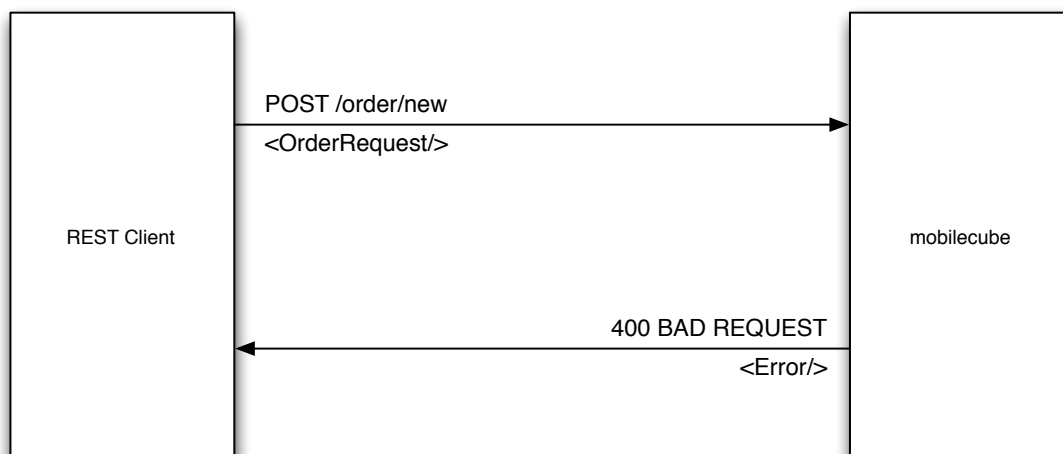 POST /order/new
<OrderRequest/>
REST Client
mobilecube
400 BAD REQUEST
<Error/>